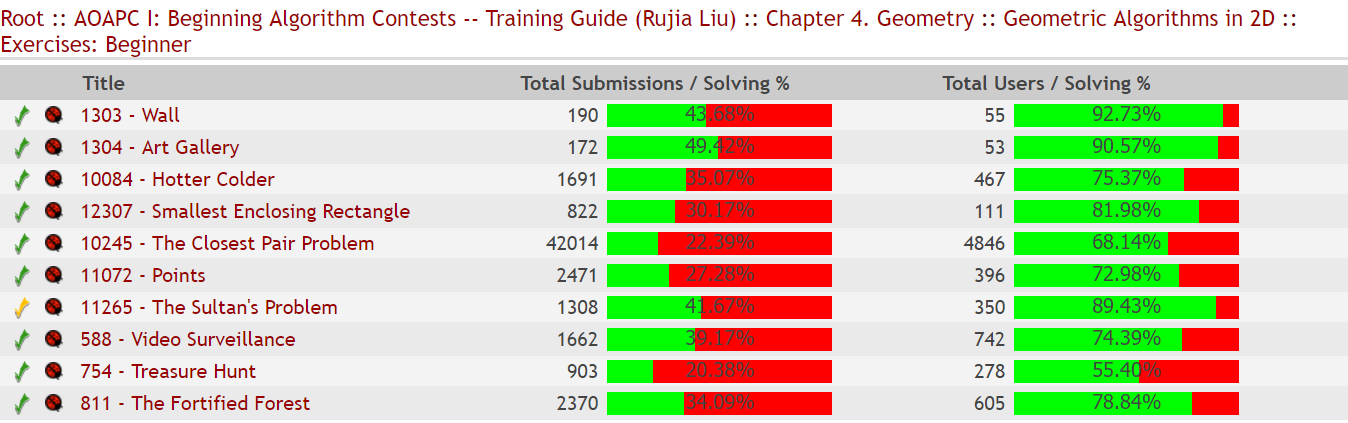 Root :: AOAPC I: Beginning Algorithm Contests -- Training Guide (Rujia Liu) :: Chapter 4. Geometry :: Geometric Algorithms in 2D ::
Exercises: Beginner
Title Total Submissions / Solving % Total Users / Solving %
1303 - Wall 190 43.68% 55 92.73%
1304 - Art Gallery 172 49.42% 53 90.57%
10084 - Hotter Colder 1691 35.07% 467 75.37%
12307 - Smallest Enclosing Rectangle 822 30.17% 111 81.98%
10245 - The Closest Pair Problem 42014 22.39% 4846 68.14%
11072 - Points 2471 27.28% 396 72.98%
11265 - The Sultan's Problem 1308 41.67% 350 89.43%
588 - Video Surveillance 1662 39.17% 742 74.39%
754 - Treasure Hunt 903 20.38% 278 55.40%
811 - The Fortified Forest 2370 34.09% 605 78.84%